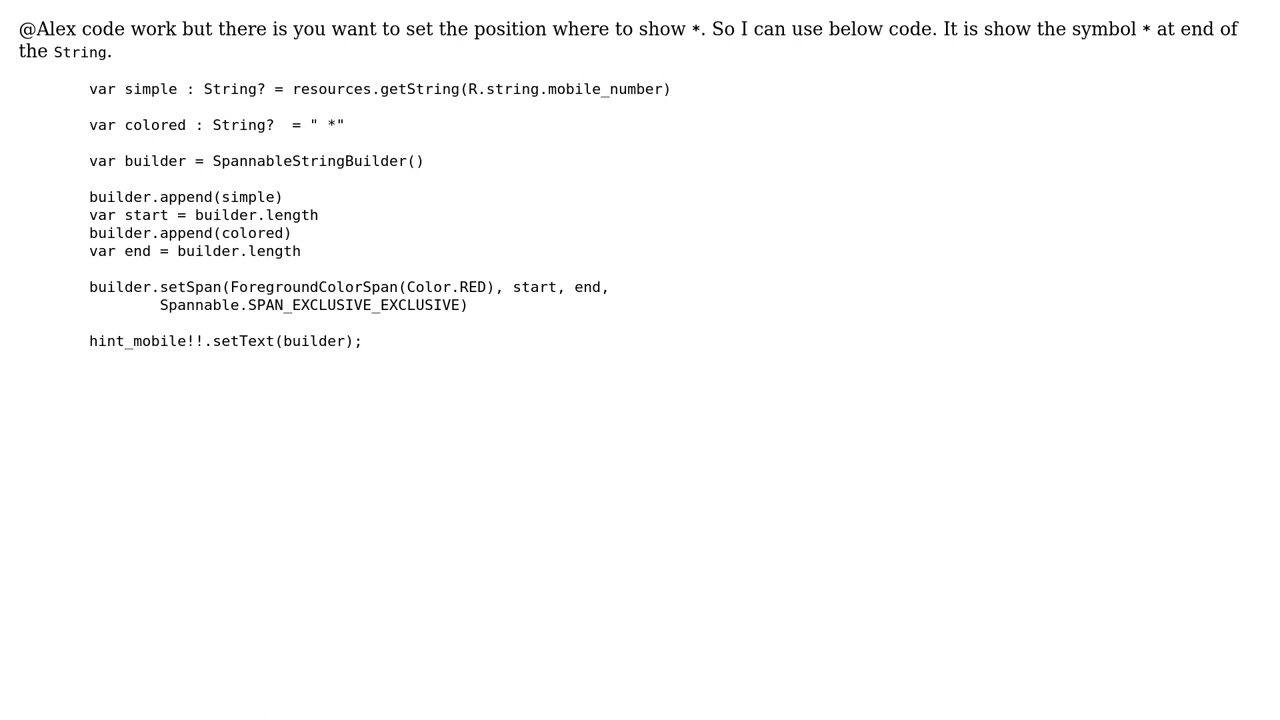 @Alex code work but there is you want to set the position where to show *. So I can use below code. It is show the symbol * at end of
the String.
var simple : String? = resources.getString(R.string.mobile_number)
var colored : String?  = " *"
var builder = SpannableStringBuilder()
builder.append(simple)
var start = builder.length
builder.append(colored)
var end = builder.length
builder.setSpan(ForegroundColorSpan(Color.RED), start, end,
        Spannable.SPAN_EXCLUSIVE_EXCLUSIVE)
hint_mobile!!.setText(builder);